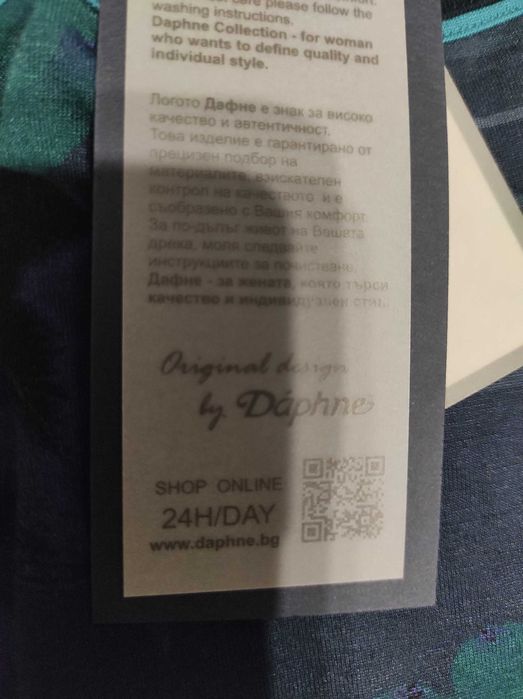 care please follow the
washing instructions.
Daphne Collection - for woman
who wants to define quality and
individual style.
Логото Дафне е знак за високо
качество и автентичност.
Това изделие е гарантирано от
прецизен подбор на
материалите, взискателен
контрол на качеството и е
съобразено с Вашия комфорт.
За по-дълъг живот на Вашата
дреха, моля следвайте
инструкциите за почистване.
Дафне - за жената, която търси
качество и индивидуален стил.
Original design
by Dáphne
SHOP ONLINE
24H/DAY
www.daphne.bg